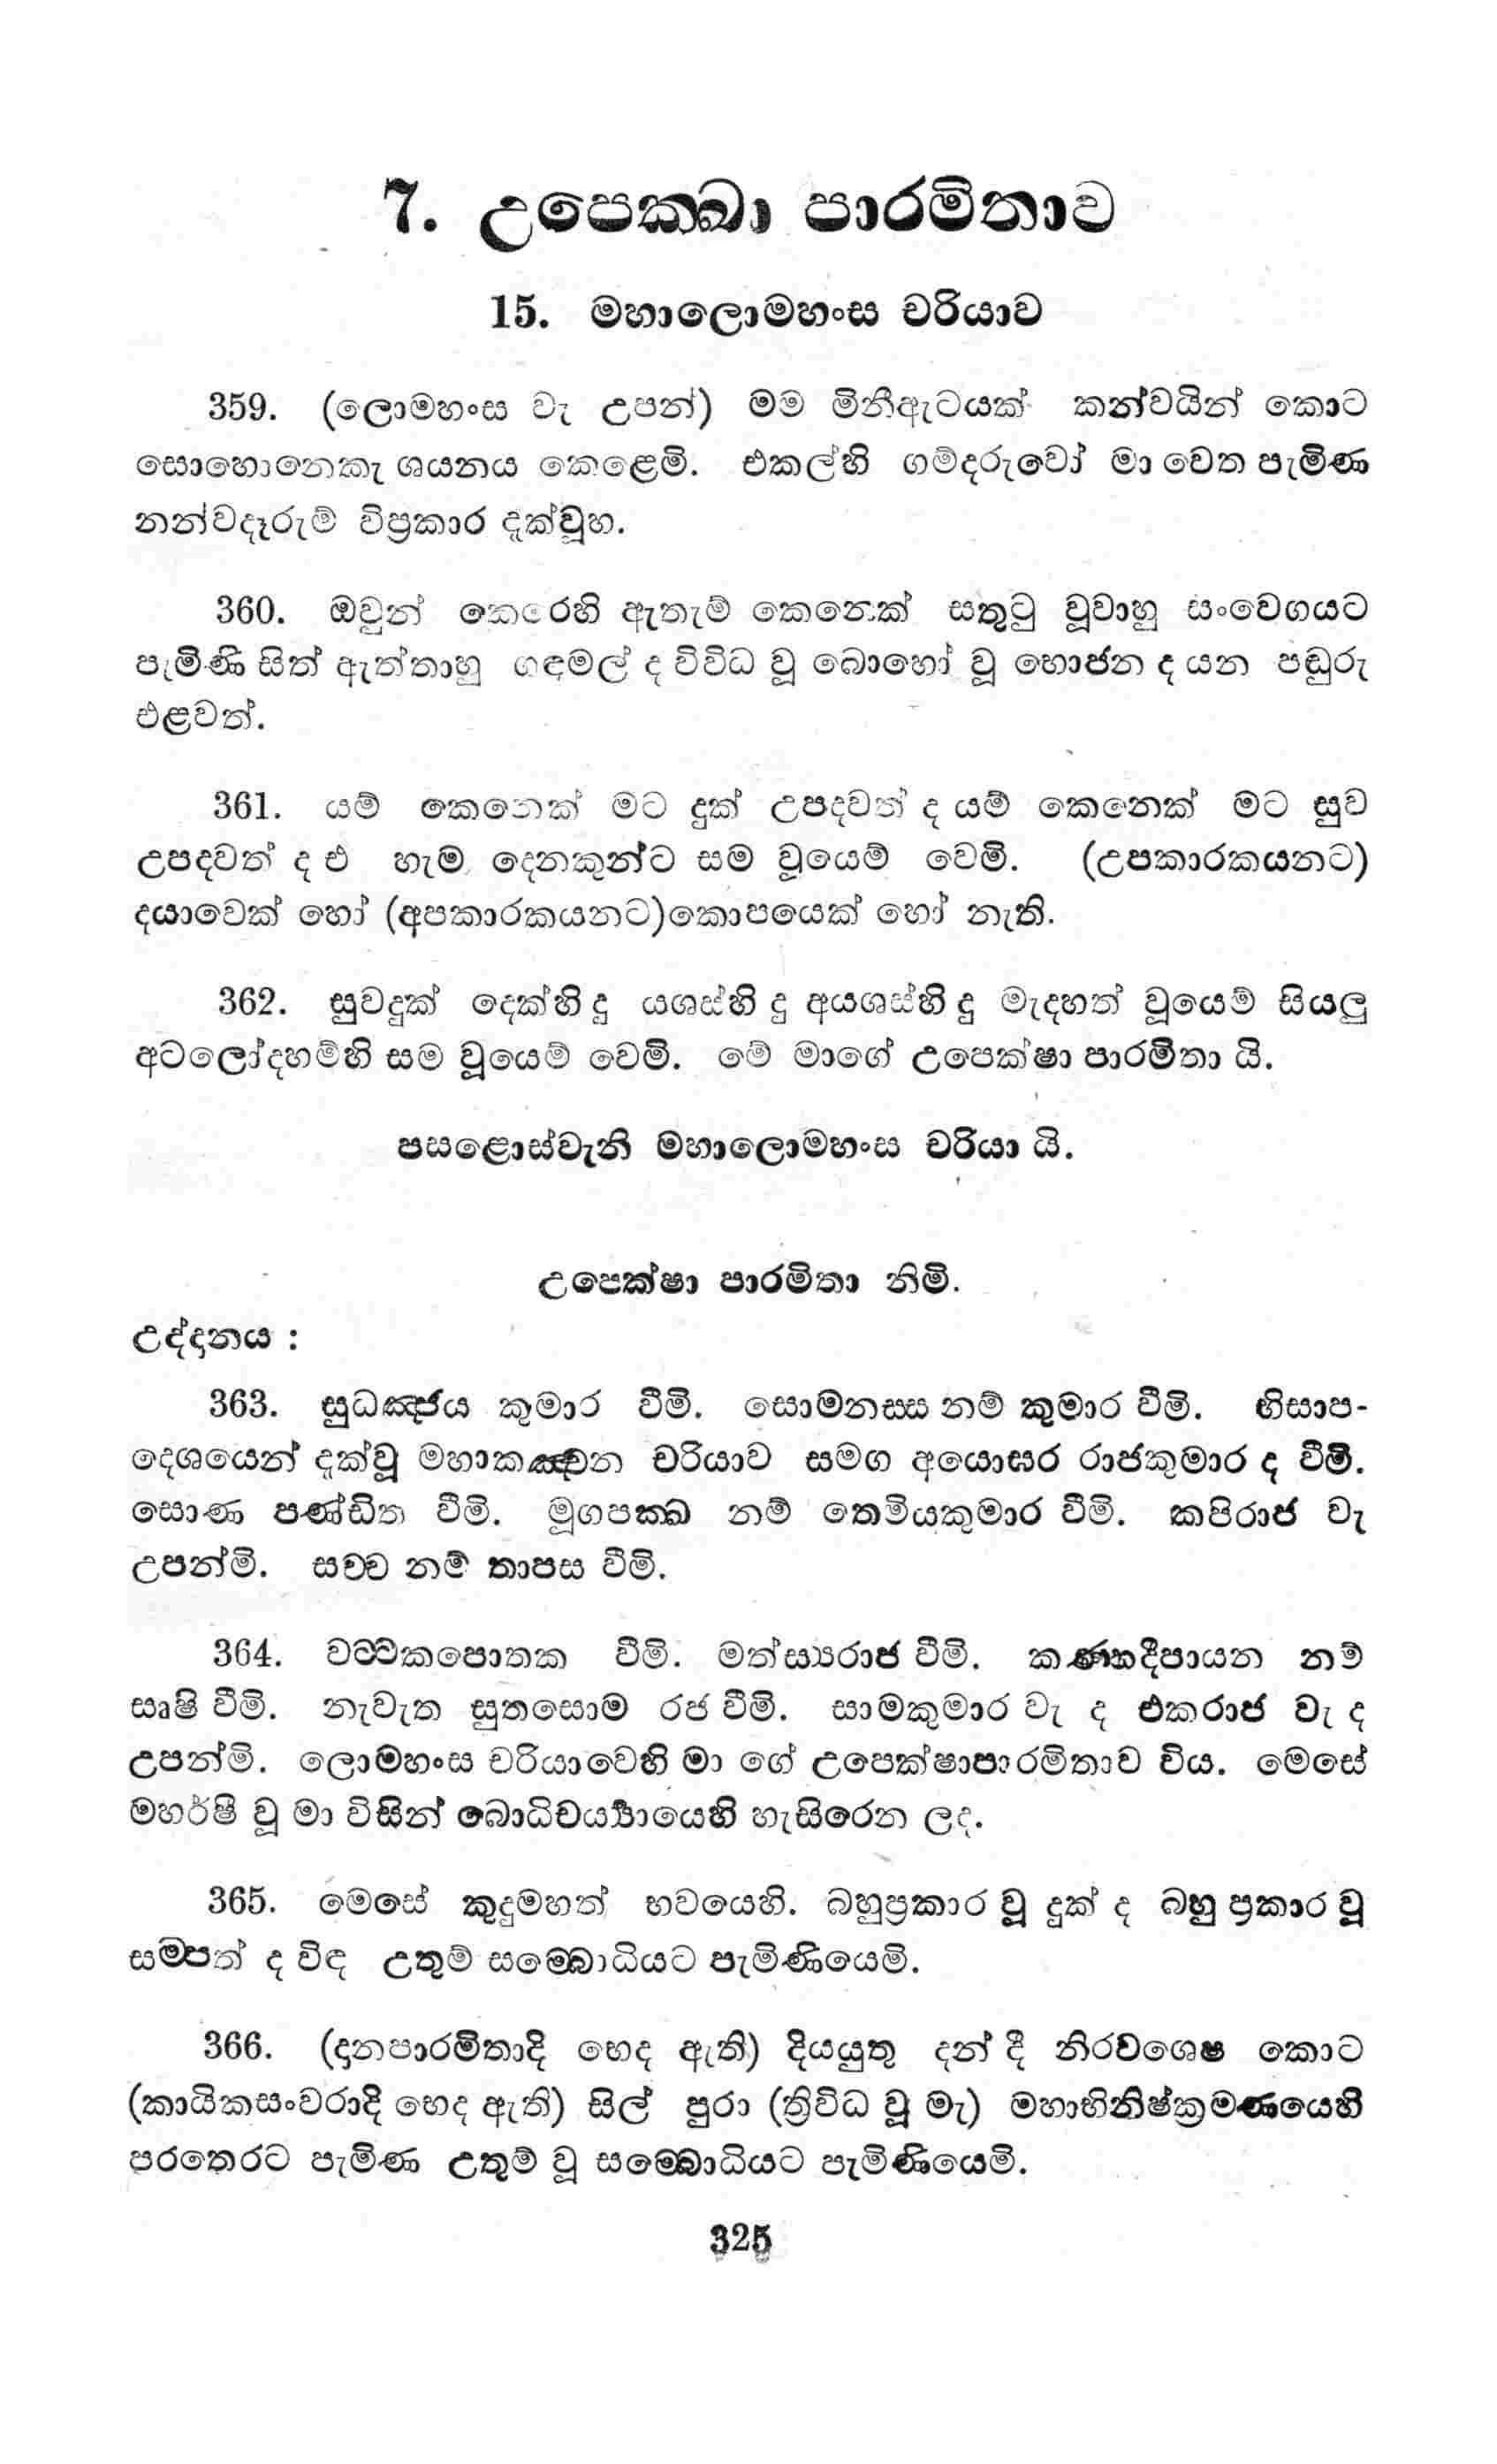 7. උපෙක්‍ඛා පාරමිතාව
15. මහාලොමහංස චරියාව
359. (ලොමහංස වැ උපන්) මම මිනීඇටයක් කන්වයින් කොට
සොහොනෙකැ ශයනය කෙළෙමි. එකල්හි ගම්දරුවෝ මා වෙත පැමිණ
නන්වදෑරුම් විප්‍රකාර දැක්වූහ.
360. ඔවුන් කෙරෙහි ඇතැම් කෙනෙක් සතුටු වූවාහු සංවෙගයට
පැමිණි සිත් ඇත්තාහු ගඳමල් ද විවිධ වූ බොහෝ වූ භොජන ද යන පඬුරු
එළවත්.
361. යම් කෙනෙක් මට දුක් උපදවත් ද යම් කෙනෙක් මට සුව
උපදවත් ද එ හැම දෙනකුන්ට සම වූයෙම් වෙමි. (උපකාරකයනට)
දයාවෙක් හෝ (අපකාරකයනට)කොපයෙක් හෝ නැති.
362. සුවදුක් දෙක්හි දු යශස්හි දු අයශස්හි දු මැදහත් වූයෙම් සියලු
අටලෝදහම්හි සම වූයෙම් වෙමි. මේ මාගේ උපෙක්ෂා පාරමිතා යි.
පසළොස්වැනි මහාලොමහංස චරියා යි.
උපෙක්ෂා පාරමිතා නිමි.
උද්දානය :
363. සුධඤ්ජය කුමාර වීමි. සොමනස්ස නම් කුමාර වීමි. භිසාප-
දෙශයෙන් දැක්වූ මහාකඤ්චන චරියාව සමග අයොඝර රාජකුමාර ද වීමි.
සොණ පණ්ඩිත වීමි. මූගපක්‍ඛ නම් තෙමියකුමාර වීමි. කපිරාජ වැ
උපන්මි. සච්ච නම් තාපස වීමි.
364. වට්ටකපොතක වීමි. මත්ස්‍යරාජ වීමි. කණ්හදීපායන නම්
සෘෂි වීමි. නැවැත සුතසොම රජ වීමි. සාමකුමාර වැ ද එකරාජ වැ ද
උපන්මි. ලොමහංස චරියාවෙහි මා ගේ උපෙක්ෂාපාරමිතාව විය. මෙසේ
මහර්ෂී වූ මා විසින් බොධිචර්‍ය්‍යායෙහි හැසිරෙන ලද.
365. මෙසේ කුදුමහත් භවයෙහි. බහුප්‍රකාර වූ දුක් ද බහු ප්‍රකාර වූ
සම්පත් ද විඳ උතුම් සම්බොධියට පැමිණියෙමි.
366. (දානපාරමිතාදි භෙද ඇති) දියයුතු දන් දී නිරවශෙෂ කොට
(කායිකසංවරාදි භෙද ඇති) සිල් පුරා (ත්‍රිවිධ වූ මැ) මහාභිනිෂ්ක්‍රමණයෙහි
පරතෙරට පැමිණ උතුම් වූ සම්බොධියට පැමිණියෙමි.
325